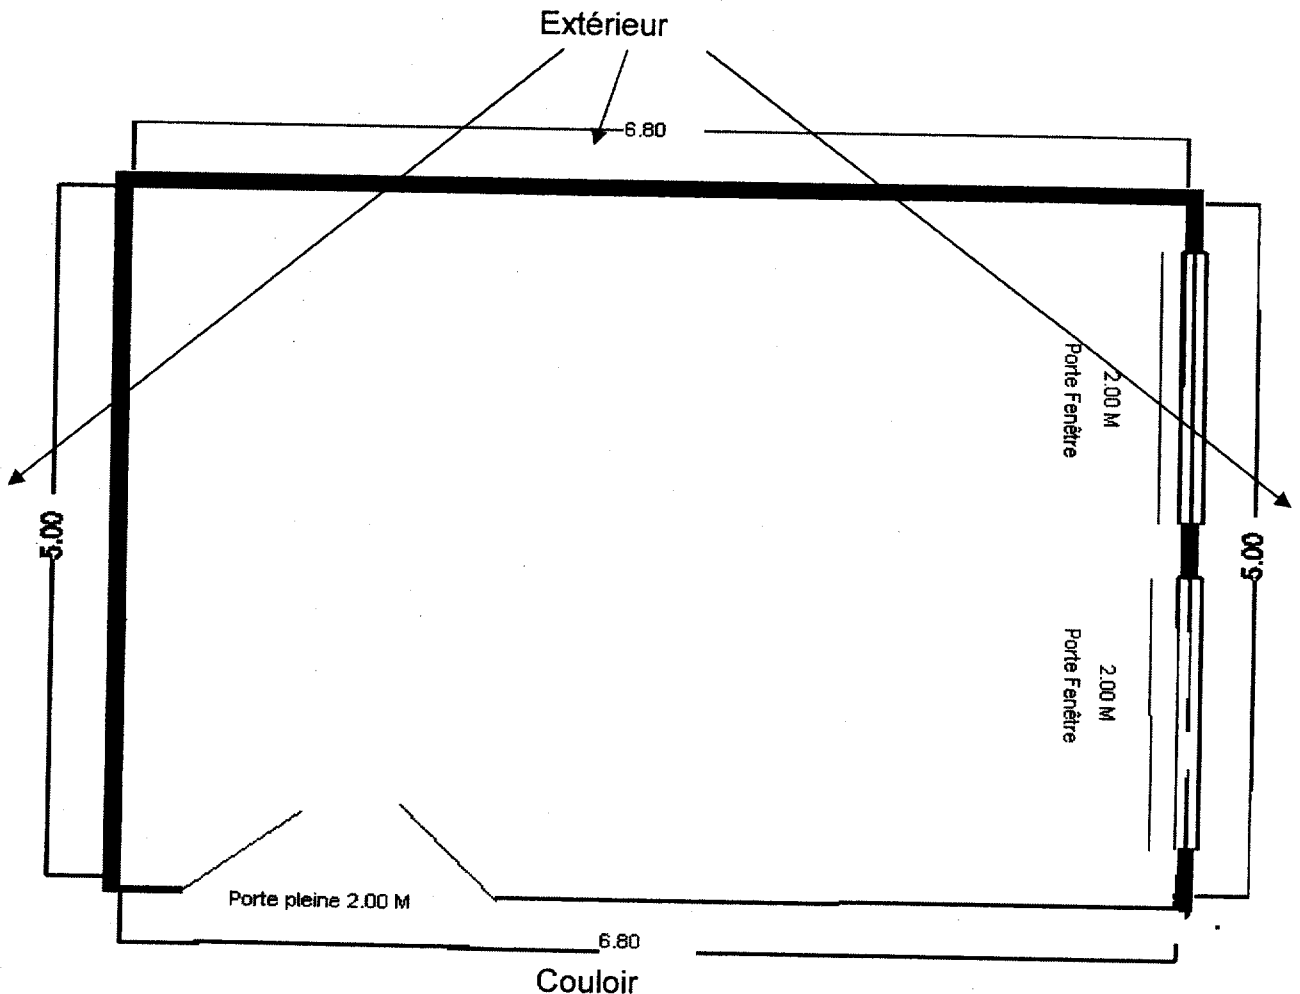 Extérieur
6.80
2.00 M
Porte Fenêtre
5.00
5.00
2.00 M
Porte Fenêtre
Porte pleine 2.00 M
6.80
Couloir